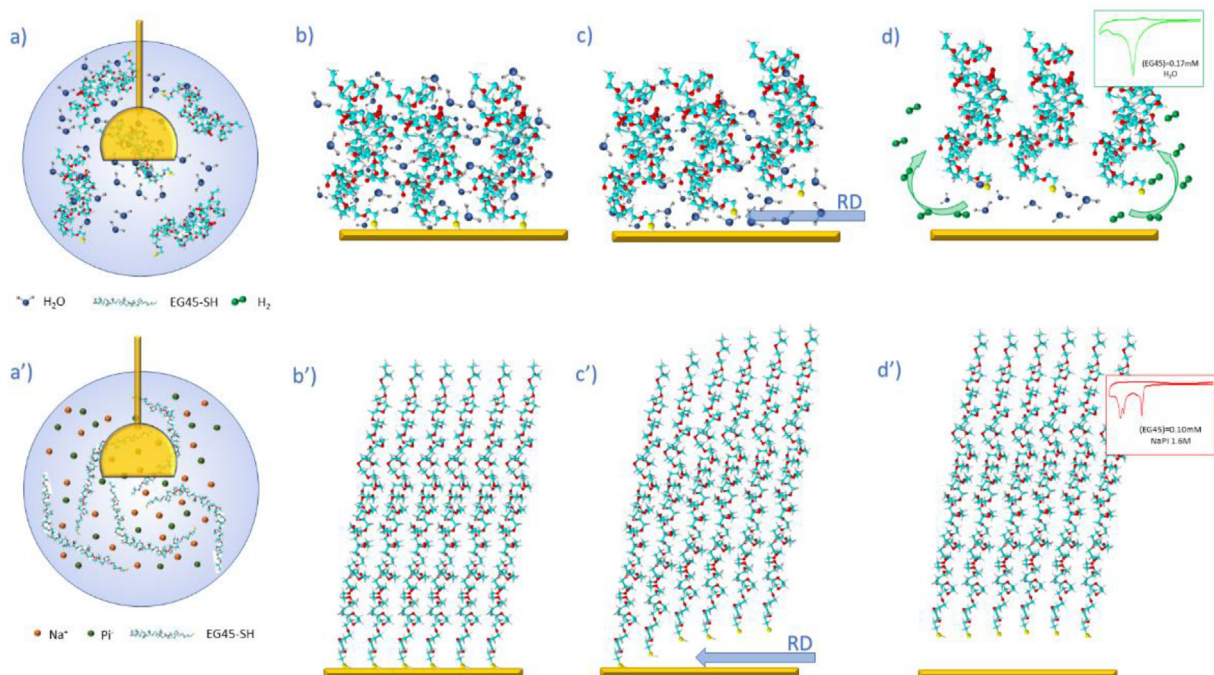 a)
b)
c)
d)
(EG45)=0.17mM
H₂O
RD
H₂O
EG45-SH
H₂
a')
b')
c')
d')
(EG45)=0.10mM
NaPi 1.6M
RD
Na⁺
Pi⁻
EG45-SH